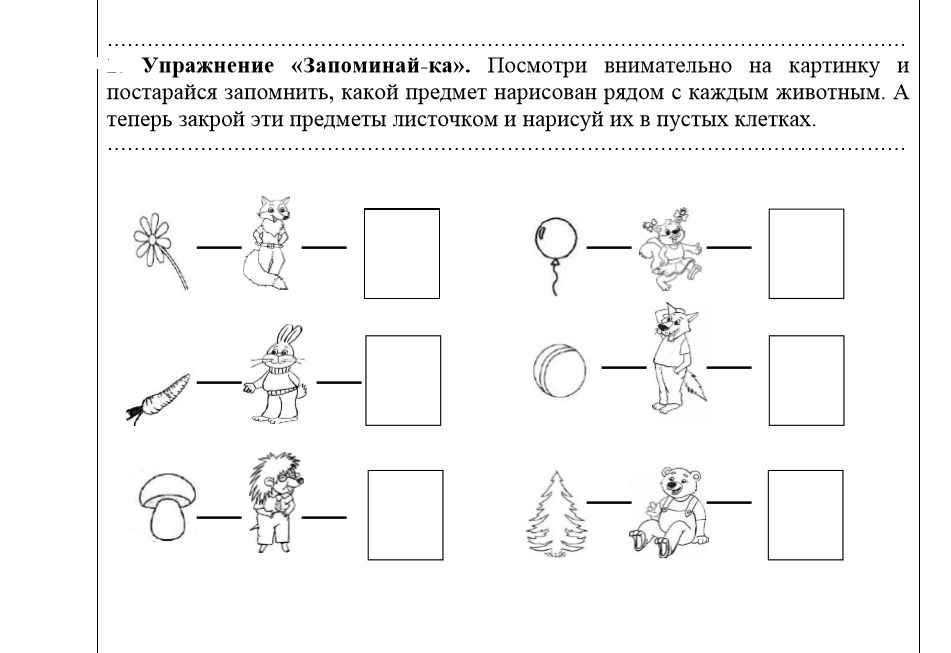 Упражнение «Запоминай-ка». Посмотри внимательно на картинку и
постарайся запомнить, какой предмет нарисован рядом с каждым животным. А
теперь закрой эти предметы листочком и нарисуй их в пустых клетках.